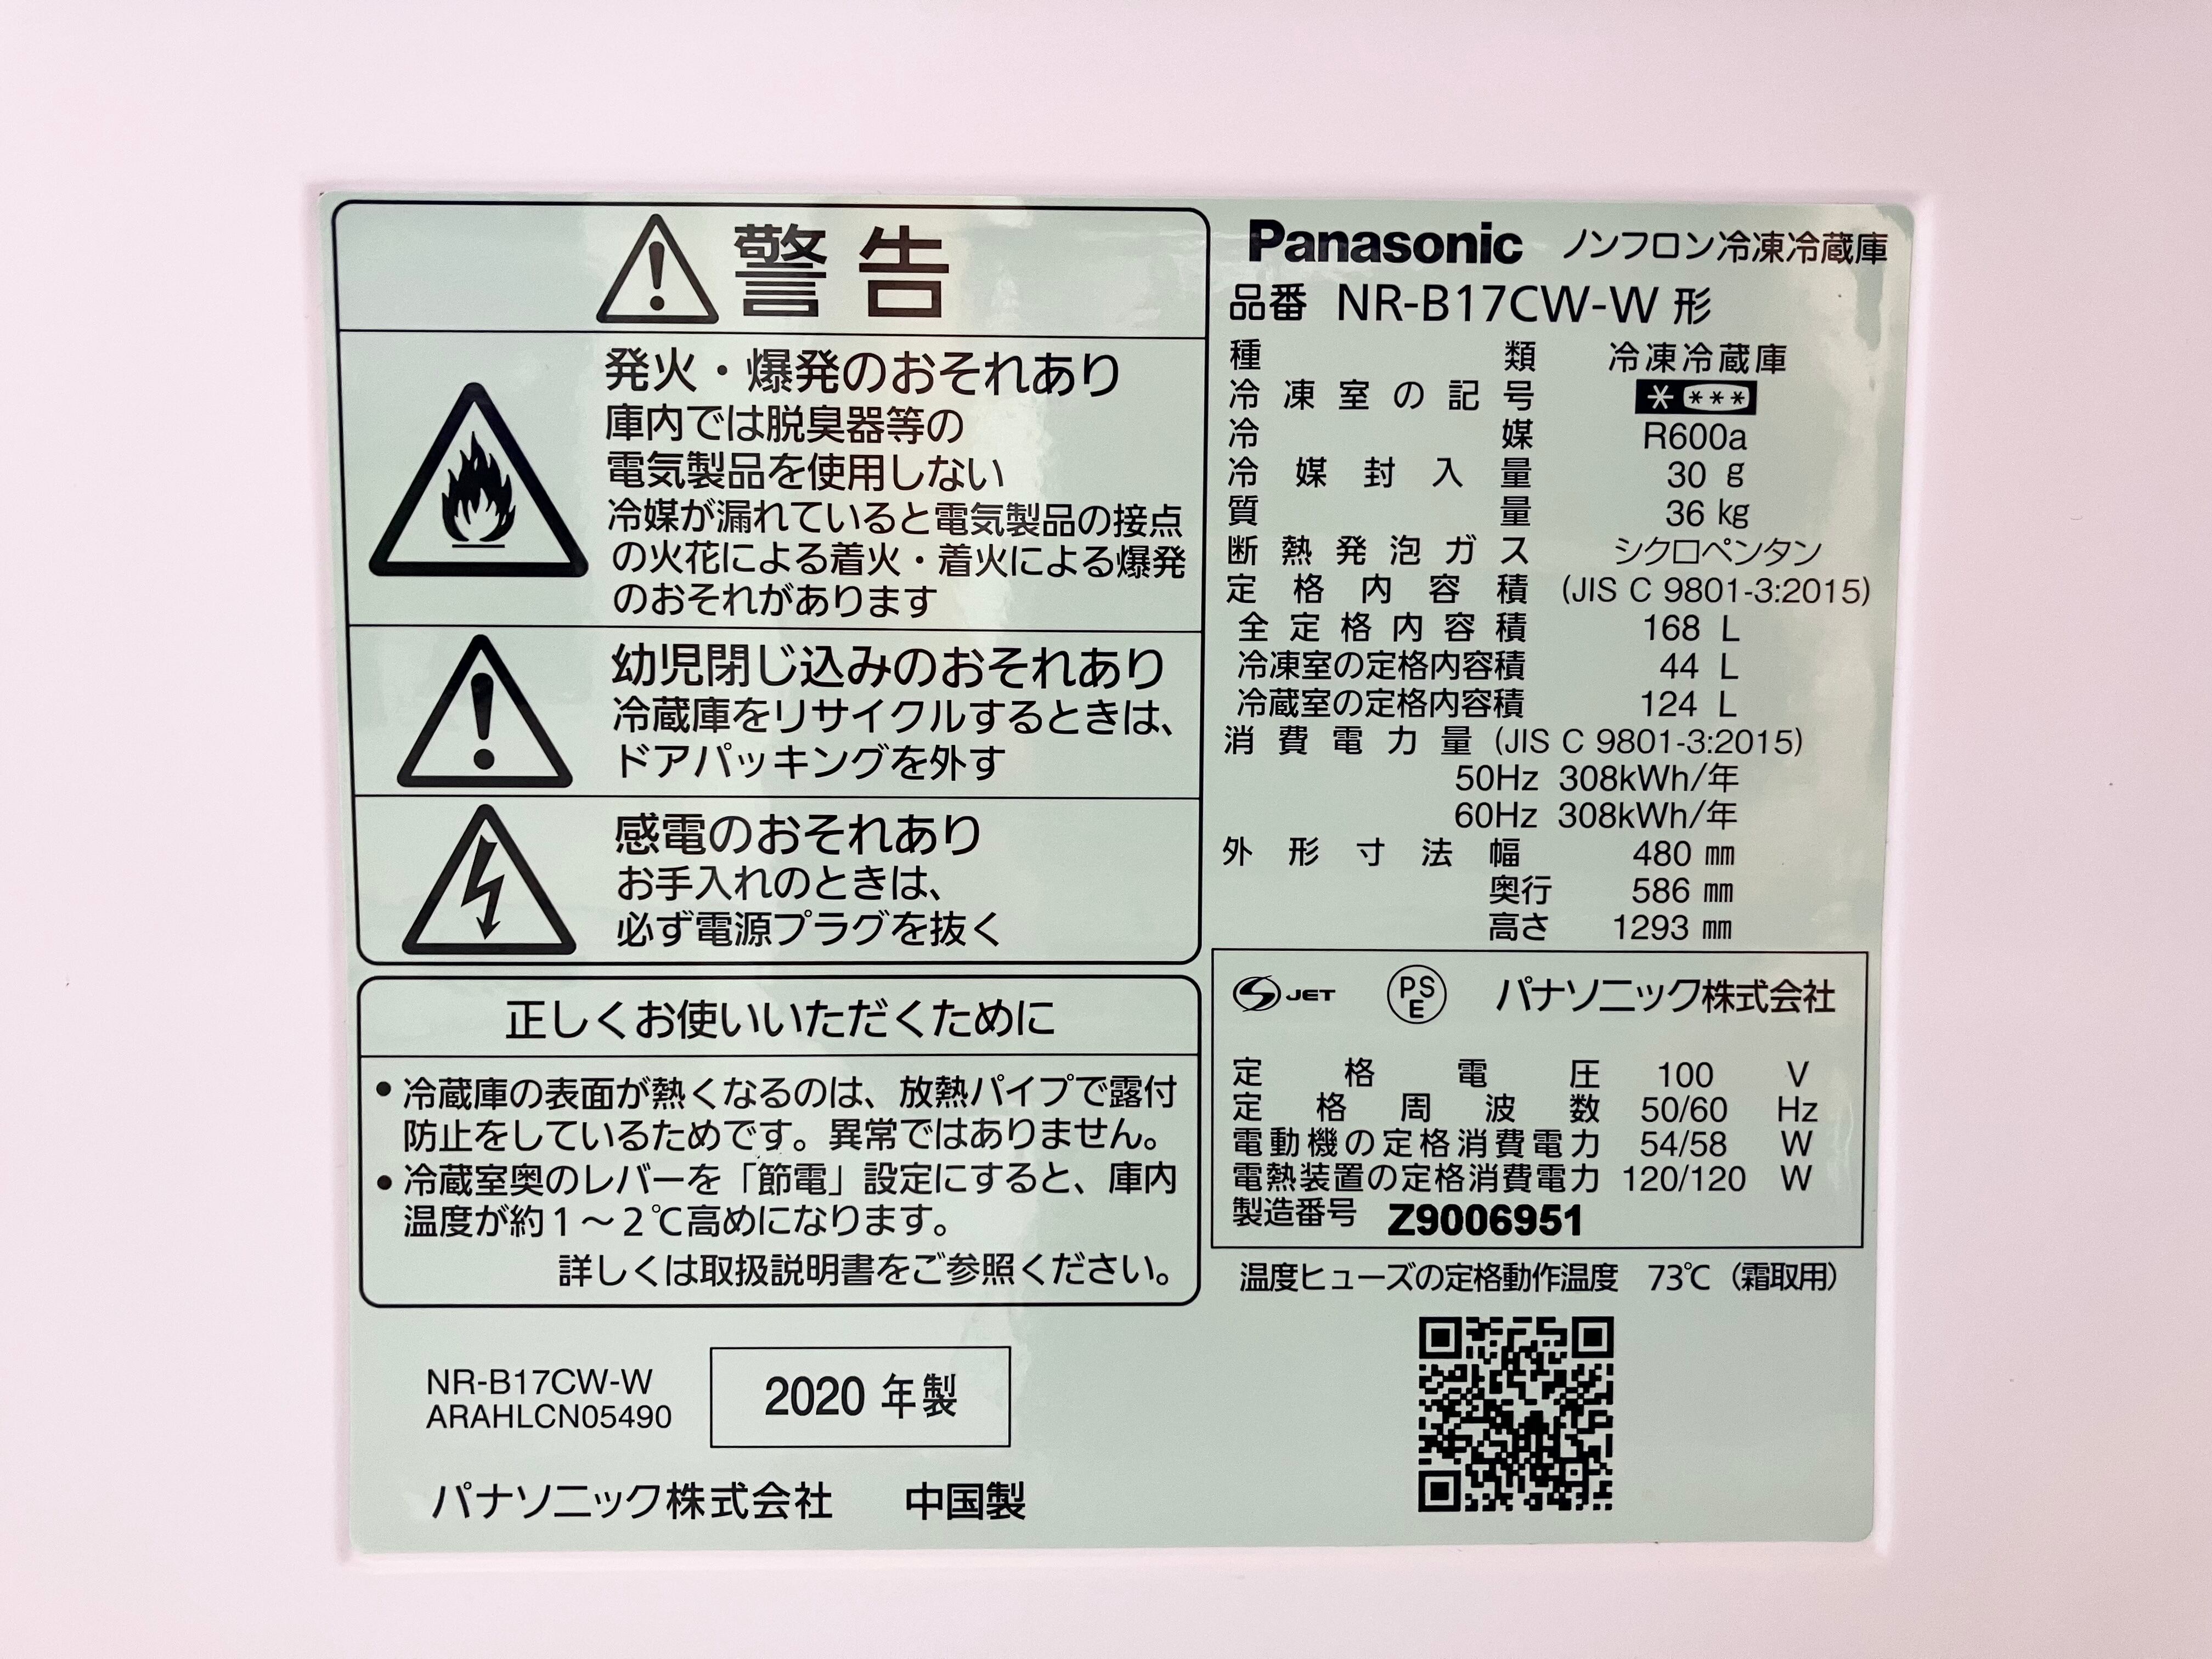 警告
発火・爆発のおそれあり
庫内では脱臭器等の
電気製品を使用しない
冷媒が漏れていると電気製品の接点
の火花による着火・着火による爆発
のおそれがあります
幼児閉じ込みのおそれあり
冷蔵庫をリサイクルするときは、
ドアパッキングを外す
感電のおそれあり
お手入れのときは、
必ず電源プラグを抜く
正しくお使いいただくために
●冷蔵庫の表面が熱くなるのは、放熱パイプで露付
防止をしているためです。異常ではありません。
●冷蔵室奥のレバーを「節電」設定にすると、庫内
温度が約1～2℃高めになります。
詳しくは取扱説明書をご参照ください。
NR-B17CW-W
ARAHLCN05490
2020 年製
パナソニック株式会社 中国製
Panasonic ノンフロン冷凍冷蔵庫
品番 NR-B17CW-W 形
種類 冷凍冷蔵庫
冷凍室の記号 * ***
冷媒 R600a
冷媒封入量 30 g
質量 36 kg
断熱発泡ガス シクロペンタン
定格内容積 (JIS C 9801-3:2015)
全定格内容積 168 L
冷凍室の定格内容積 44 L
冷蔵室の定格内容積 124 L
消費電力量 (JIS C 9801-3:2015)
50Hz 308kWh/年
60Hz 308kWh/年
外形寸法 幅 480 mm
奥行 586 mm
高さ 1293 mm
S JET PSE パナソニック株式会社
定格電圧 100 V
定格周波数 50/60 Hz
電動機の定格消費電力 54/58 W
電熱装置の定格消費電力 120/120 W
製造番号 Z9006951
温度ヒューズの定格動作温度 73℃（霜取用）